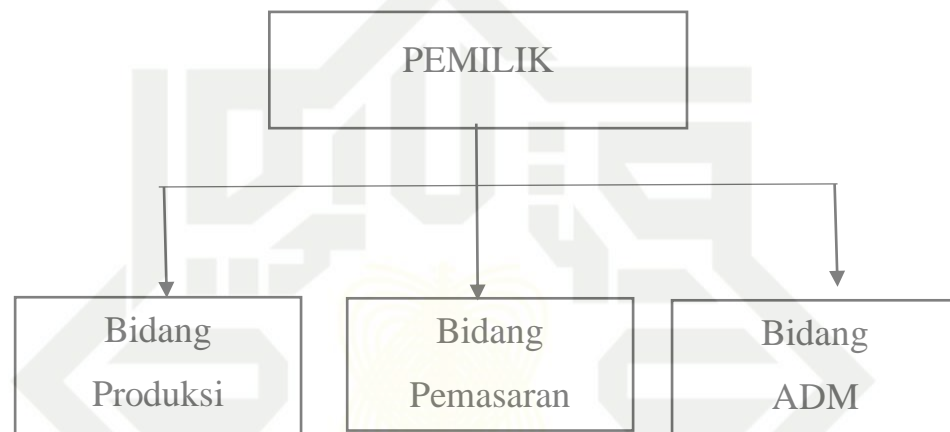 PEMILIK
Bidang
Produksi
Bidang
Pemasaran
Bidang
ADM